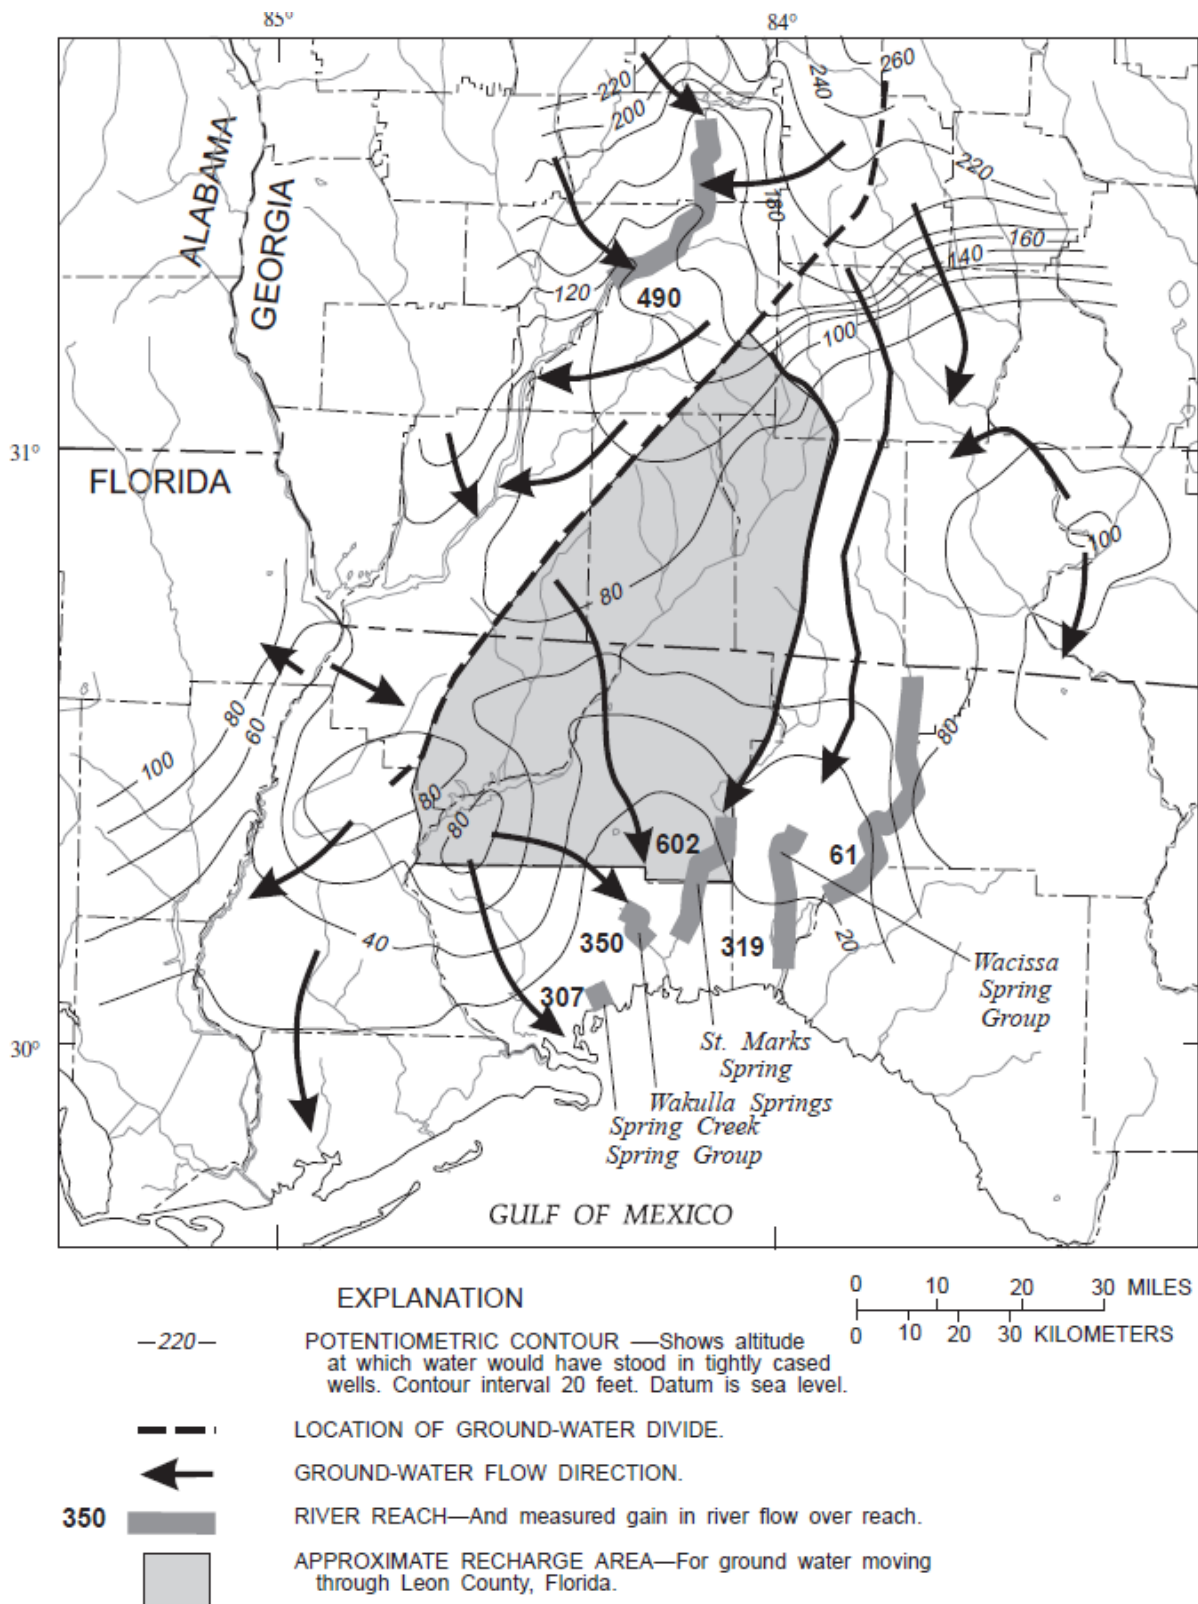 85°
84°
260
240
220
200
ALABAMA
GEORGIA
220
180
160
140
120
490
100
31°
FLORIDA
100
80
80
60
100
80
80
80
602
61
40
350
319
20
307
Wacissa
Spring
Group
30°
St. Marks
Spring
Wakulla Springs
Spring Creek
Spring Group
GULF OF MEXICO
EXPLANATION
0 10 20 30 MILES
0 10 20 30 KILOMETERS
—220— POTENTIOMETRIC CONTOUR —Shows altitude
at which water would have stood in tightly cased
wells. Contour interval 20 feet. Datum is sea level.
LOCATION OF GROUND-WATER DIVIDE.
GROUND-WATER FLOW DIRECTION.
350 RIVER REACH—And measured gain in river flow over reach.
APPROXIMATE RECHARGE AREA—For ground water moving
through Leon County, Florida.